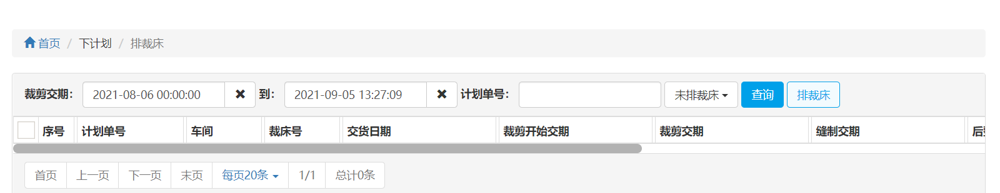 首页 / 下计划 / 排裁床
裁剪交期： 2021-08-06 00:00:00 到： 2021-09-05 13:27:09 计划单号： 未排裁床 查询 排裁床
序号 计划单号 车间 裁床号 交货日期 裁剪开始交期 裁剪交期 缝制交期 后
首页 上一页 下一页 末页 每页20条 1/1 总计0条